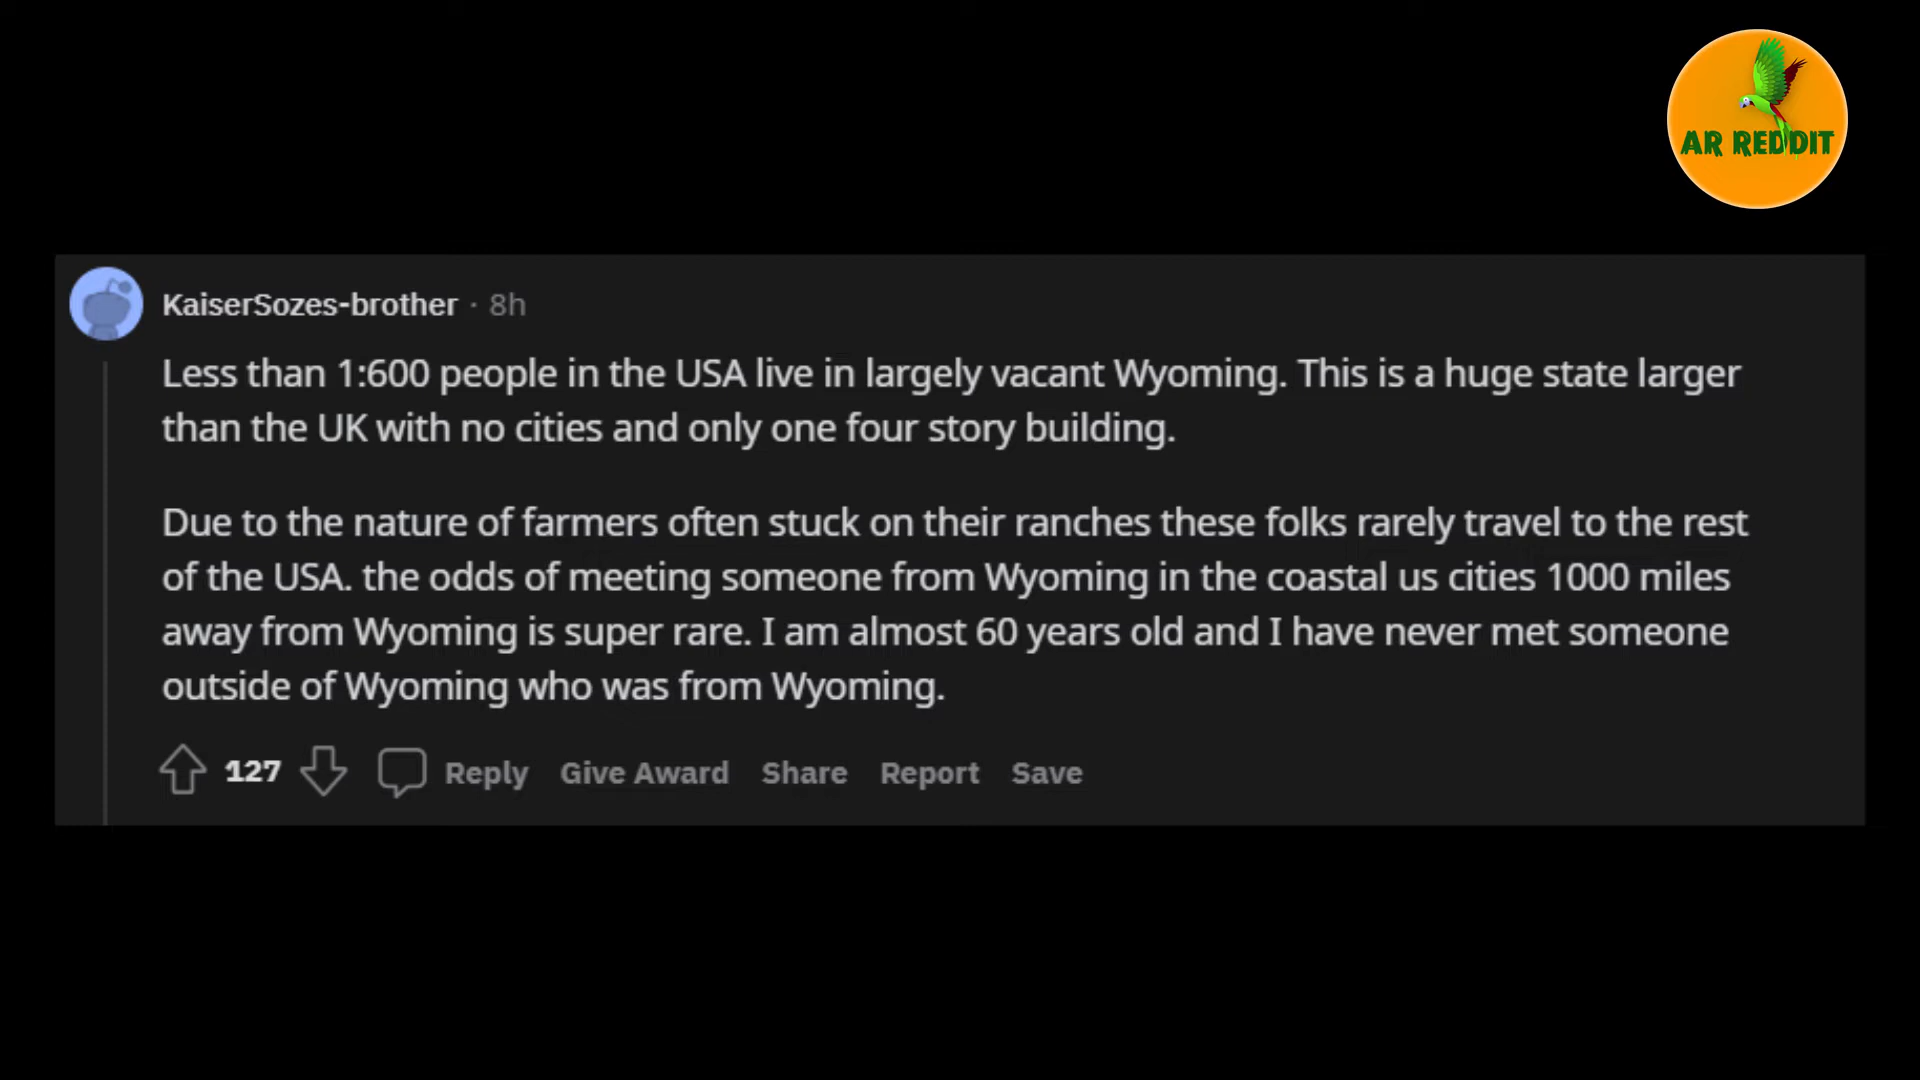 AR REDDIT
KaiserSozes-brother · 8h
Less than 1:600 people in the USA live in largely vacant Wyoming. This is a huge state larger
than the UK with no cities and only one four story building.
Due to the nature of farmers often stuck on their ranches these folks rarely travel to the rest
of the USA. the odds of meeting someone from Wyoming in the coastal us cities 1000 miles
away from Wyoming is super rare. I am almost 60 years old and I have never met someone
outside of Wyoming who was from Wyoming.
127 Reply Give Award Share Report Save